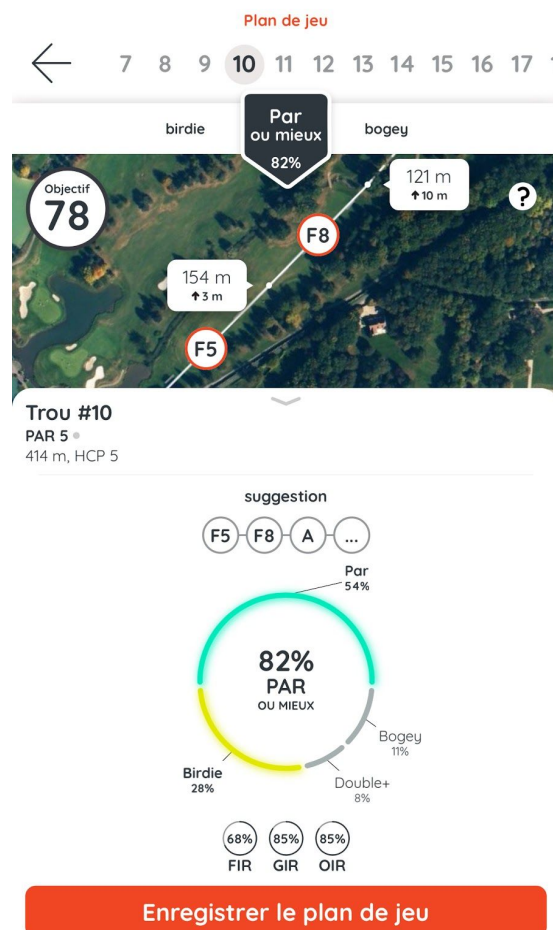 Plan de jeu
7 8 9 10 11 12 13 14 15 16 17
birdie
Par
ou mieux
82%
bogey
Objectif
78
121 m
↑10 m
?
F8
154 m
↑3 m
F5
Trou #10
PAR 5
414 m, HCP 5
suggestion
F5 F8 A ...
Par
54%
82%
PAR
OU MIEUX
Bogey
11%
Birdie
28%
Double+
8%
68% 85% 85%
FIR GIR OIR
Enregistrer le plan de jeu